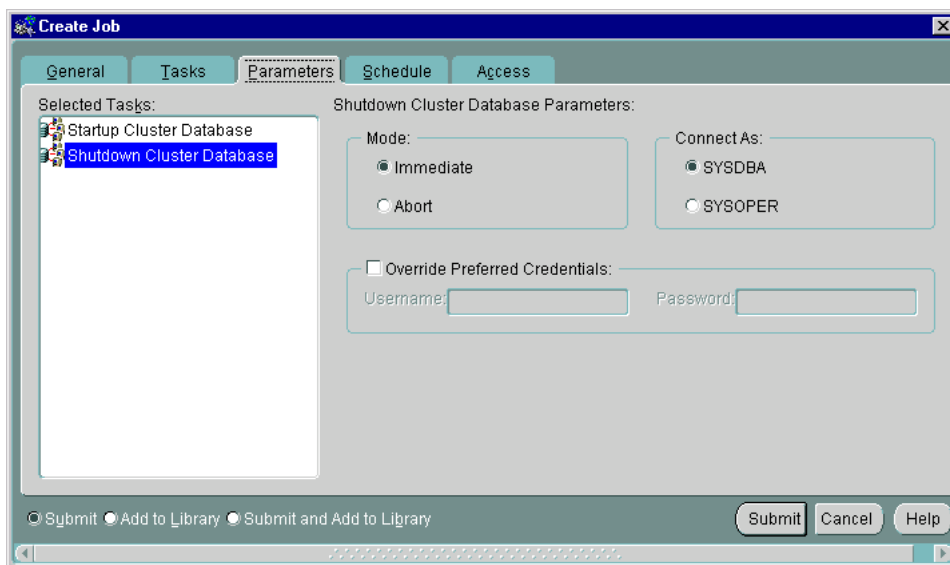 Create Job
General Tasks Parameters Schedule Access
Selected Tasks:
Startup Cluster Database
Shutdown Cluster Database
Shutdown Cluster Database Parameters:
Mode:
Immediate
Abort
Connect As:
SYSDBA
SYSOPER
Override Preferred Credentials:
Username: Password:
Submit Add to Library Submit and Add to Library
Submit Cancel Help